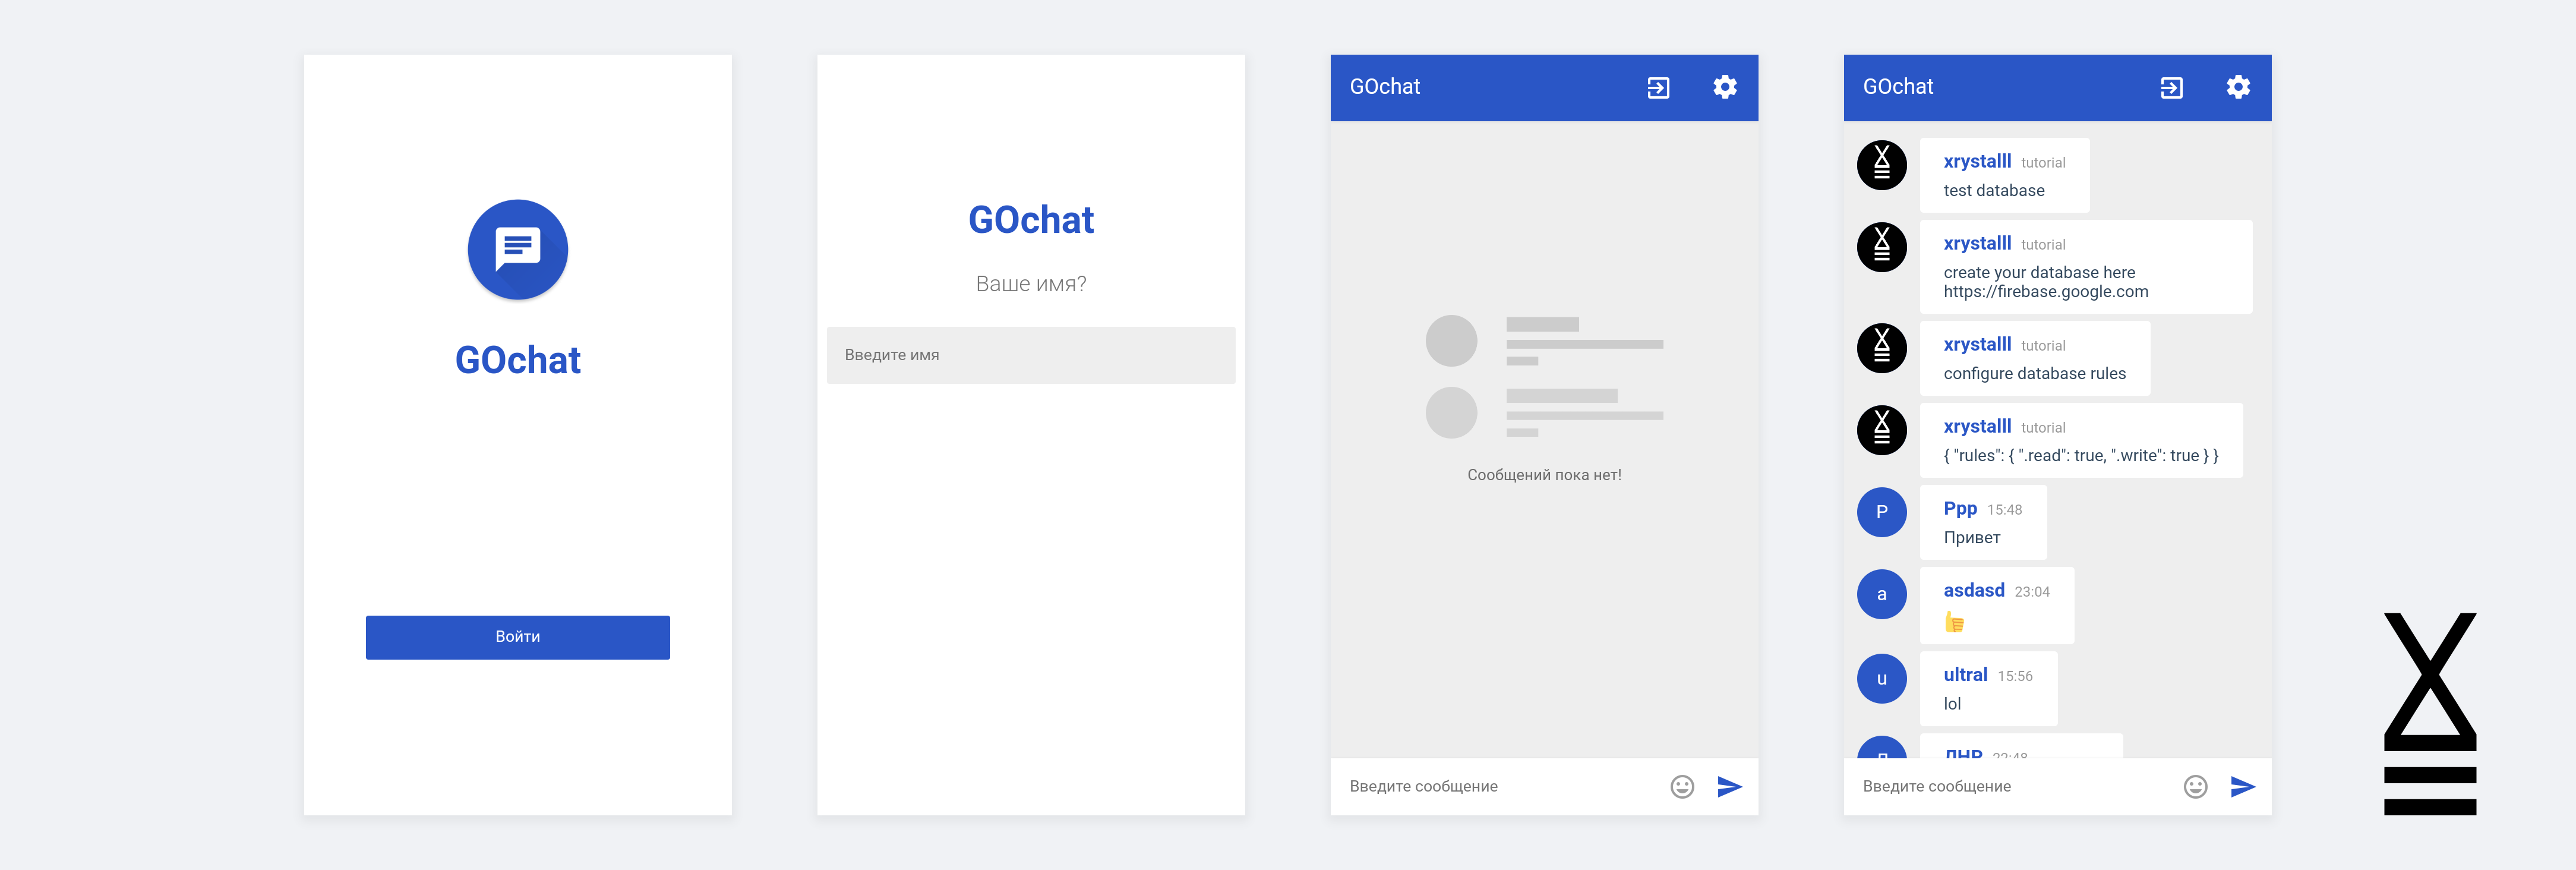 GOchat
Войти
GOchat
Ваше имя?
Введите имя
GOchat
Сообщений пока нет!
Введите сообщение
GOchat
xrystalll tutorial
test database
xrystalll tutorial
create your database here
https://firebase.google.com
xrystalll tutorial
configure database rules
xrystalll tutorial
{ "rules": { ".read": true, ".write": true } }
P
Ppp 15:48
Привет
a
asdasd 23:04
u
ultral 15:56
lol
22:48
Введите сообщение